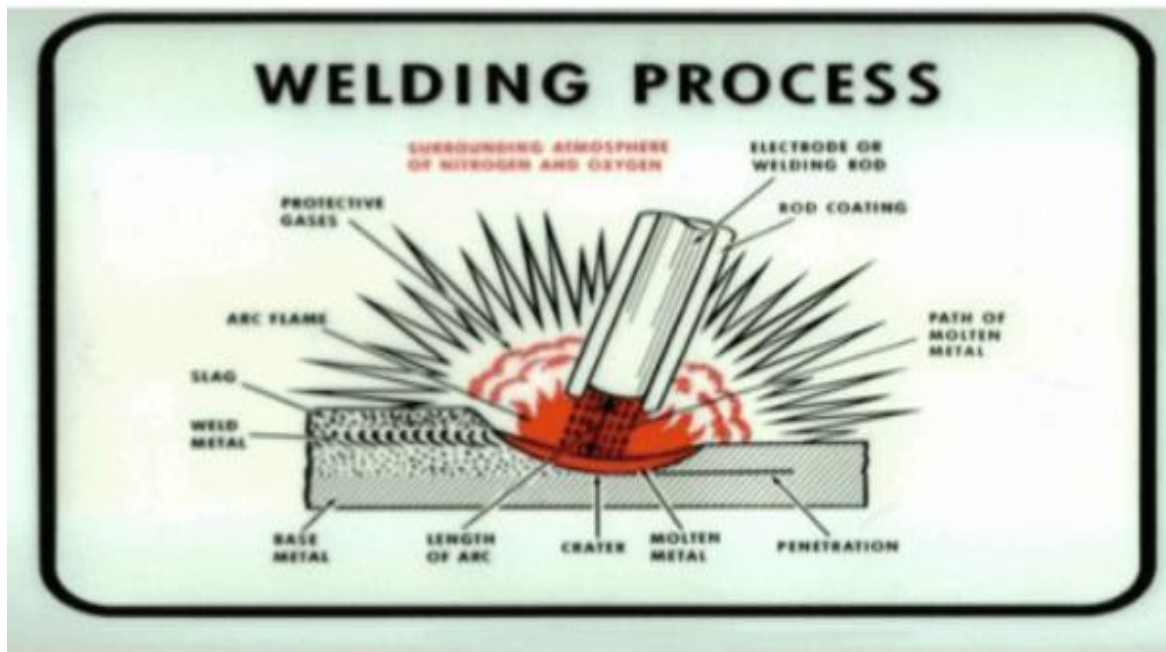 WELDING PROCESS
SURROUNDING ATMOSPHERE
OF NITROGEN AND OXYGEN
ELECTRODE OR
WELDING ROD
PROTECTIVE
GASES
ROD COATING
ARC FLAME
PATH OF
MOLTEN
METAL
SLAG
WELD
METAL
BASE
METAL
LENGTH
OF ARC
CRATER
MOLTEN
METAL
PENETRATION